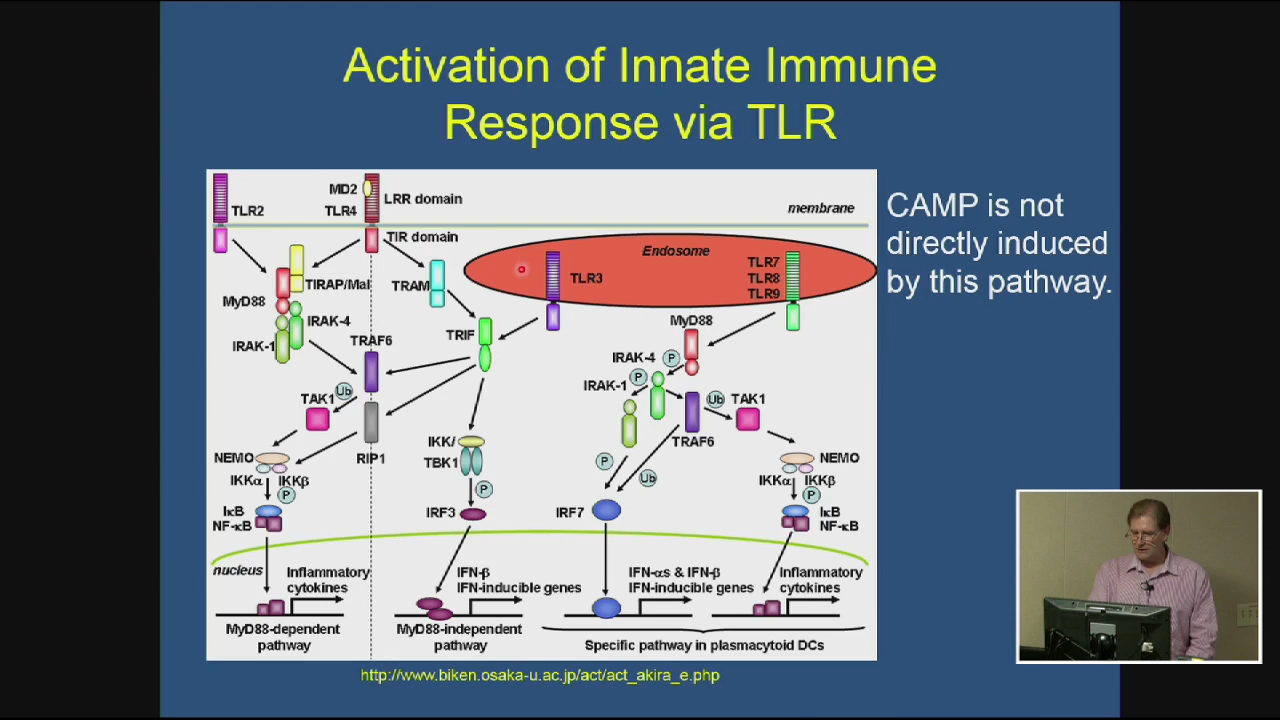 Activation of Innate Immune
Response via TLR
CAMP is not
directly induced
by this pathway.
MD2
LRR domain
TLR2
TLR4
membrane
TIR domain
Endosome
TLR3
TLR7
TLR8
TLR9
TIRAP/Mal
TRAM
MyD88
IRAK-4
IRAK-1
TRAF6
TRIF
MyD88
IRAK-4
P
IRAK-1
P
Ub
TAK1
Ub
TAK1
TRAF6
RIP1
IKK/
TBK1
NEMO
IKKα
IKKβ
P
P
P
Ub
NEMO
IKKα
IKKβ
P
IκB
NF-κB
IRF3
IRF7
IκB
NF-κB
nucleus
Inflammatory
cytokines
IFN-β
IFN-inducible genes
IFN-αs & IFN-β
IFN-inducible genes
Inflammatory
cytokines
MyD88-dependent
pathway
MyD88-independent
pathway
Specific pathway in plasmacytoid DCs
http://www.biken.osaka-u.ac.jp/act/act_akira_e.php